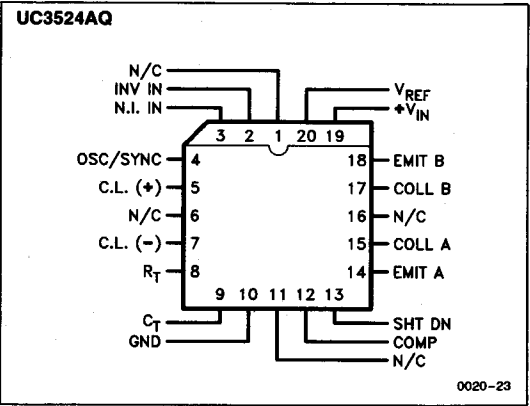 UC3524AQ
N/C
INV IN
N.I. IN
V_REF
+V_IN
3 2 1 20 19
OSC/SYNC 4
18 EMIT B
C.L. (+) 5
17 COLL B
N/C 6
16 N/C
C.L. (−) 7
15 COLL A
R_T 8
14 EMIT A
9 10 11 12 13
C_T
GND
SHT DN
COMP
N/C
0020-23